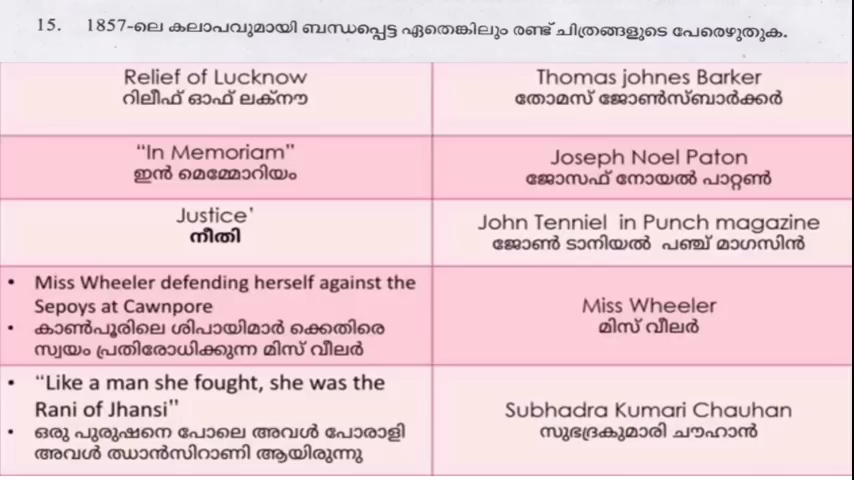 15. 1857-ലെ കലാപവുമായി ബന്ധപ്പെട്ട ഏതെങ്കിലും രണ്ട് ചിത്രങ്ങളുടെ പേരെഴുതുക.
Relief of Lucknow
റിലീഫ് ഓഫ് ലക്നൗ
Thomas johnes Barker
തോമസ് ജോൺസ്ബാർക്കർ
“In Memoriam”
ഇൻ മെമ്മോറിയം
Joseph Noel Paton
ജോസഫ് നോയൽ പാറ്റൺ
Justice’
നീതി
John Tenniel in Punch magazine
ജോൺ ടാനിയൽ പഞ്ച് മാഗസിൻ
• Miss Wheeler defending herself against the
Sepoys at Cawnpore
• കാൺപൂരിലെ ശിപായിമാർ ക്കെതിരെ
സ്വയം പ്രതിരോധിക്കുന്ന മിസ് വീലർ
Miss Wheeler
മിസ് വീലർ
• “Like a man she fought, she was the
Rani of Jhansi”
• ഒരു പുരുഷനെ പോലെ അവൾ പോരാളി
അവൾ ഝാൻസിറാണി ആയിരുന്നു
Subhadra Kumari Chauhan
സുഭദ്രകുമാരി ചൗഹാൻ